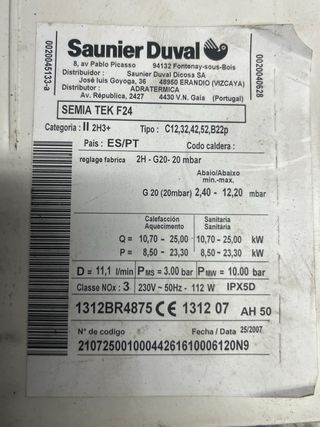 Saunier Duval
8, av Pablo Picasso 94132 Fontenay-sous-Bois
Distribuidor : Saunier Duval Dicosa SA
José luis Goyoga, 36 48950 ERANDIO (VIZCAYA)
Distributor : ADRATERMICA
Av. Républica, 2427 4430 V.N. Gaia (Portugal)
0020045133-a
0020040628
SEMIA TEK F24
Categoria : II 2H3+ Tipo : C12,32,42,52,B22p
Pais : ES/PT Codo caldera :
reglage fabrica 2H - G20- 20 mbar
Abaio/Abaixo
min.-max.
G 20 (20mbar) 2,40 - 12,20 mbar
Calefacción Sanitaria
Aquecimento Sanitaria
Q = 10,70 - 25,00 10,70 - 25,00 kW
P = 8,50 - 23,30 8,50 - 23,30 kW
D = 11,1 l/min PMS = 3.00 bar PMW = 10.00 bar
Classe NOx : 3 230V ~ 50Hz - 112 W IPX5D
1312BR4875 CE 1312 07 AH 50
N° de codigo Fecha / Data 25/2007
21072500100044261610006120N9